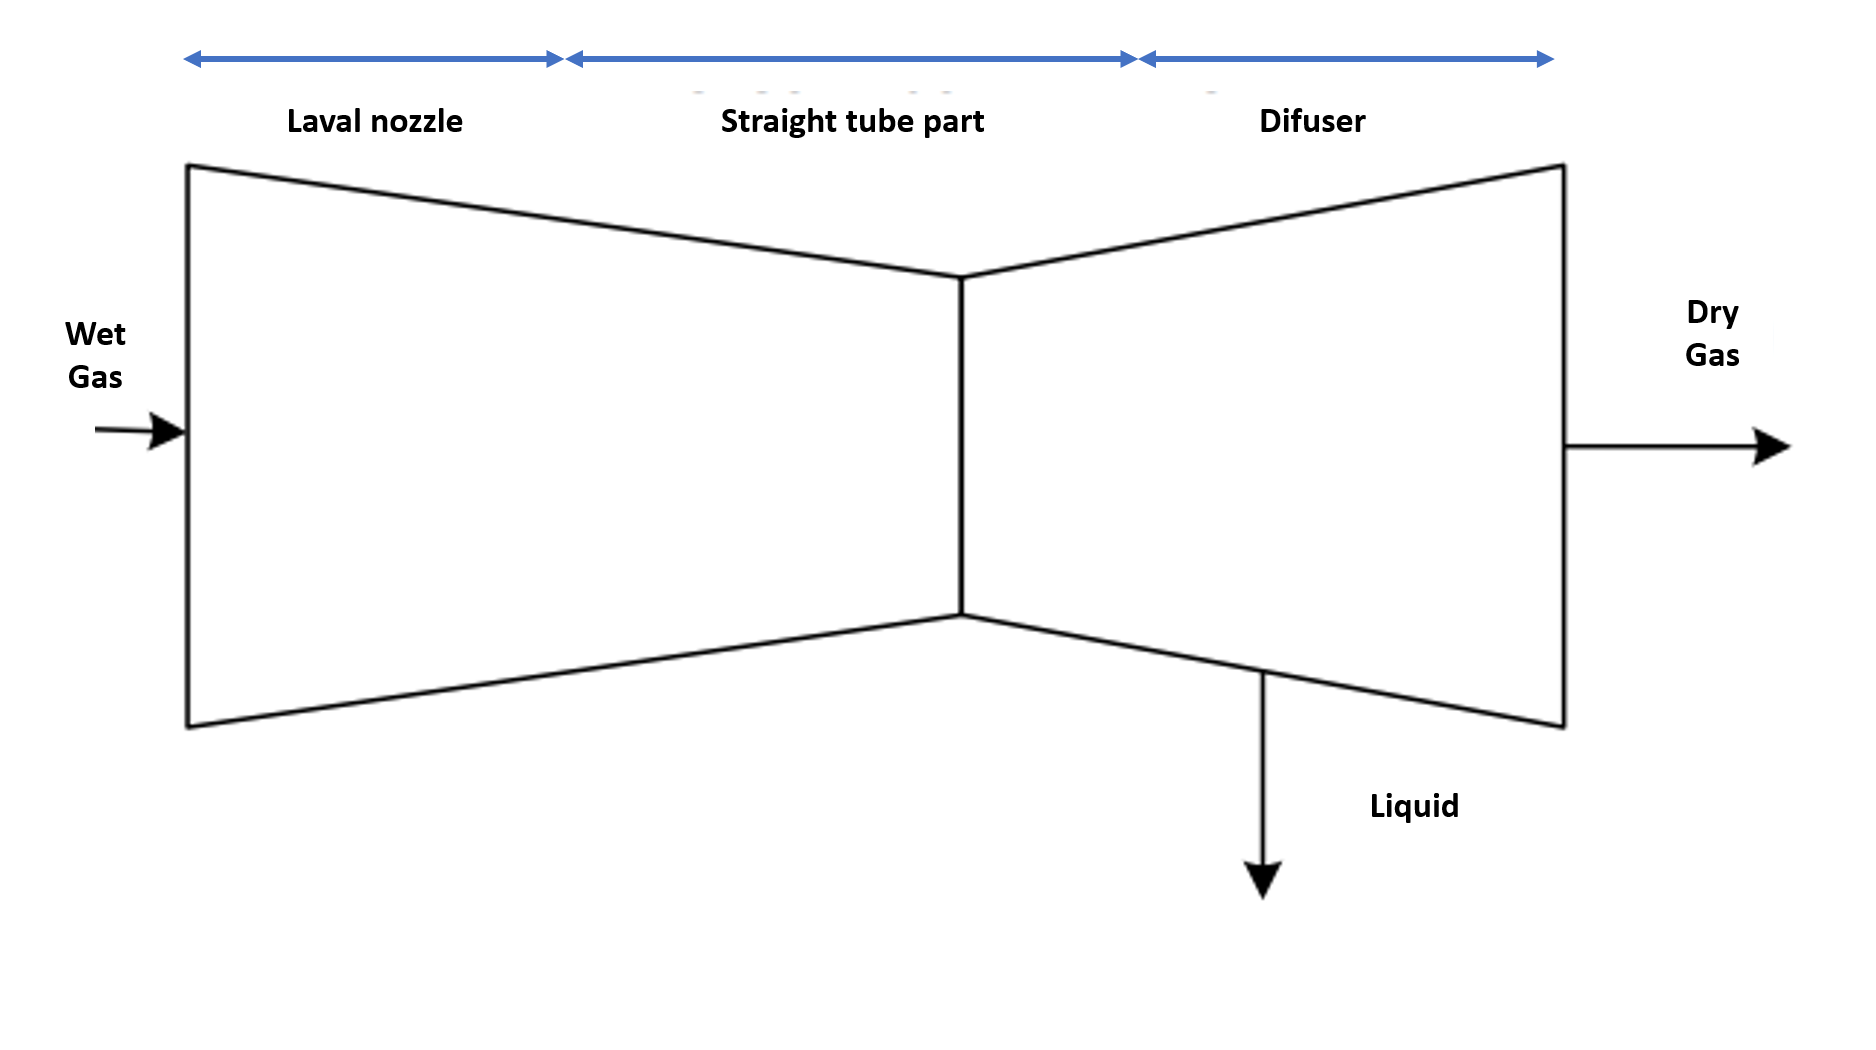 Laval nozzle
Straight tube part
Difuser
Wet
Gas
Dry
Gas
Liquid